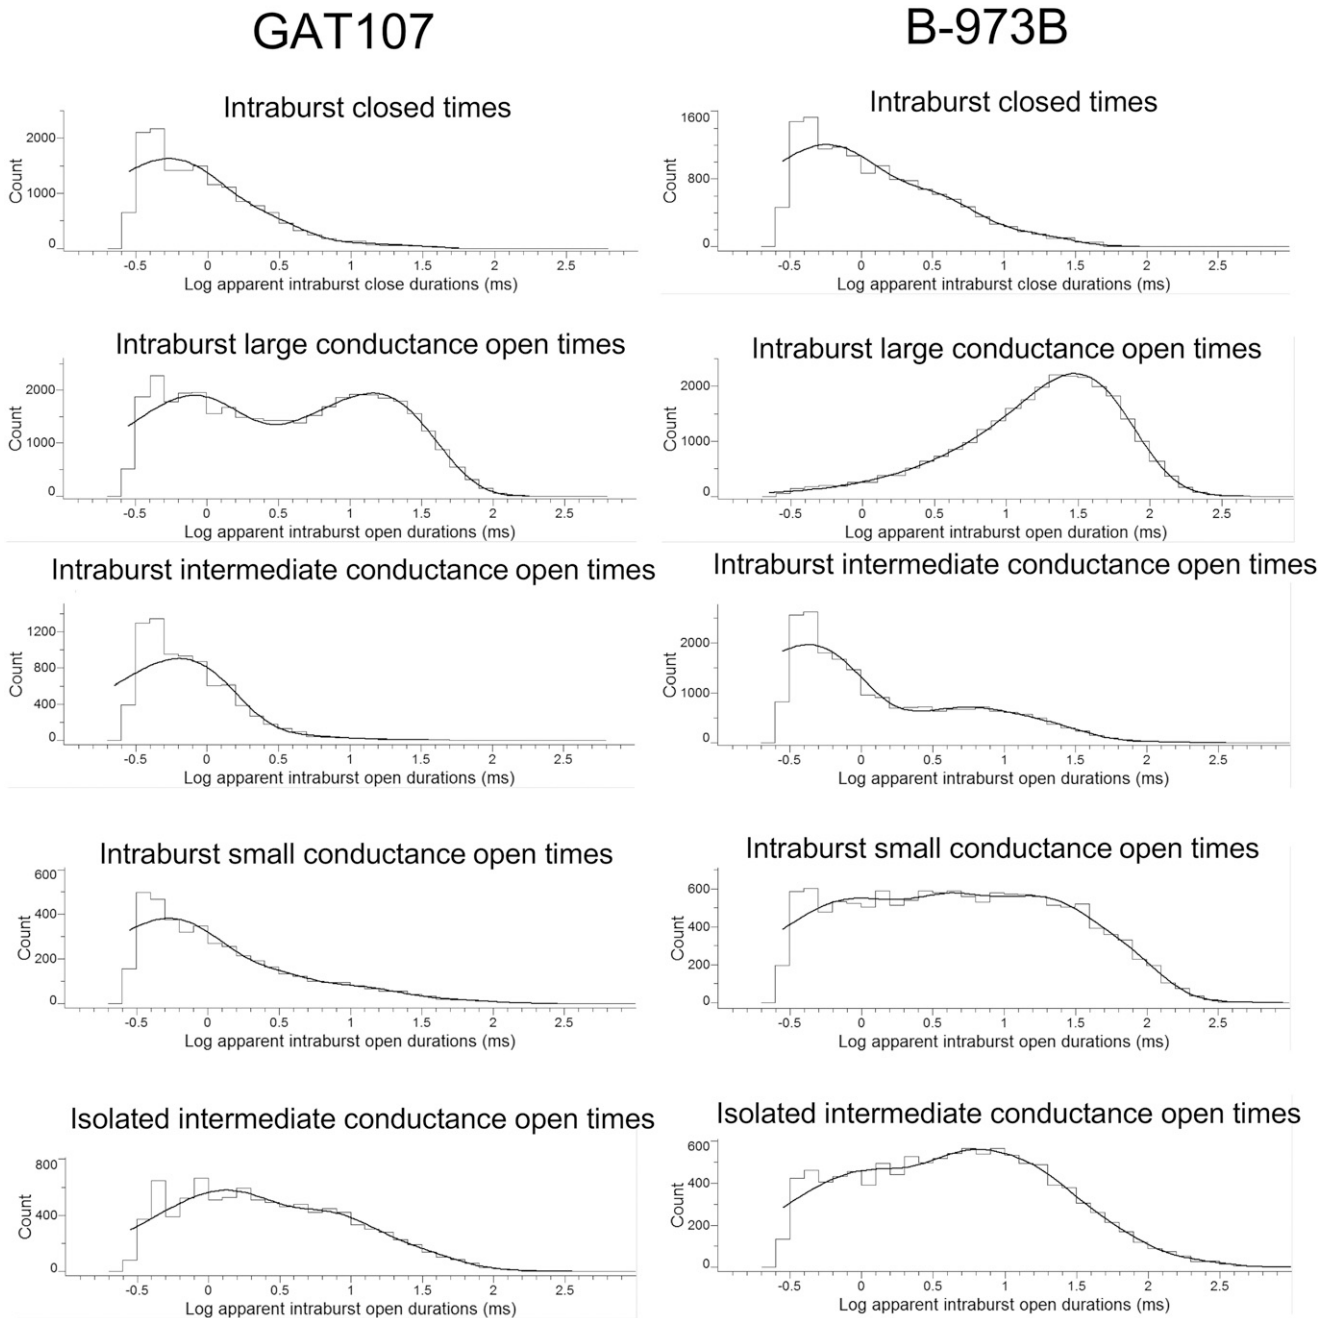 GAT107
B-973B
Intraburst closed times
2000
1000
0
Count
-0.5 0 0.5 1 1.5 2 2.5
Log apparent intraburst close durations (ms)
Intraburst closed times
1600
800
0
Count
-0.5 0 0.5 1 1.5 2 2.5
Log apparent intraburst close durations (ms)
Intraburst large conductance open times
2000
1000
0
Count
-0.5 0 0.5 1 1.5 2 2.5
Log apparent intraburst open durations (ms)
Intraburst large conductance open times
2000
1000
0
Count
-0.5 0 0.5 1 1.5 2 2.5
Log apparent intraburst open durations (ms)
Intraburst intermediate conductance open times
1200
800
400
0
Count
-0.5 0 0.5 1 1.5 2 2.5
Log apparent intraburst open durations (ms)
Intraburst intermediate conductance open times
2000
1000
0
Count
-0.5 0 0.5 1 1.5 2 2.5
Log apparent intraburst open durations (ms)
Intraburst small conductance open times
600
400
200
0
Count
-0.5 0 0.5 1 1.5 2 2.5
Log apparent intraburst open durations (ms)
Intraburst small conductance open times
600
400
200
0
Count
-0.5 0 0.5 1 1.5 2 2.5
Log apparent intraburst open durations (ms)
Isolated intermediate conductance open times
800
400
0
Count
-0.5 0 0.5 1 1.5 2 2.5
Log apparent intraburst open durations (ms)
Isolated intermediate conductance open times
600
400
200
0
Count
-0.5 0 0.5 1 1.5 2 2.5
Log apparent intraburst open durations (ms)